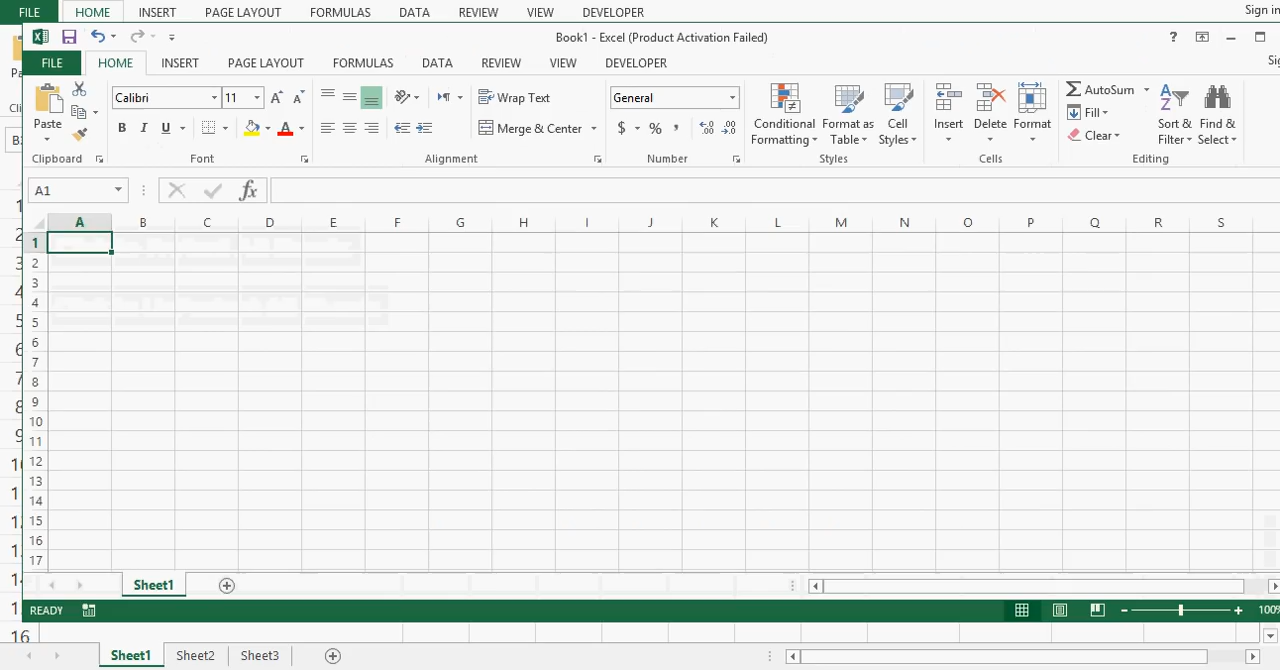 FILE HOME INSERT PAGE LAYOUT FORMULAS DATA REVIEW VIEW DEVELOPER Sign in
Book1 - Excel (Product Activation Failed) ?
FILE HOME INSERT PAGE LAYOUT FORMULAS DATA REVIEW VIEW DEVELOPER
Calibri 11 Wrap Text General Conditional Formatting Format as Table Cell Styles Insert Delete Format AutoSum Sort & Filter Find & Select
Paste B I U A Merge & Center $ % , Fill Clear
Clipboard Font Alignment Number Styles Cells Editing
A1 fx
A B C D E F G H I J K L M N O P Q R S
1
2
3
4
5
6
7
8
9
10
11
12
13
14
15
16
17
Sheet1
READY 100%
16
Sheet1 Sheet2 Sheet3